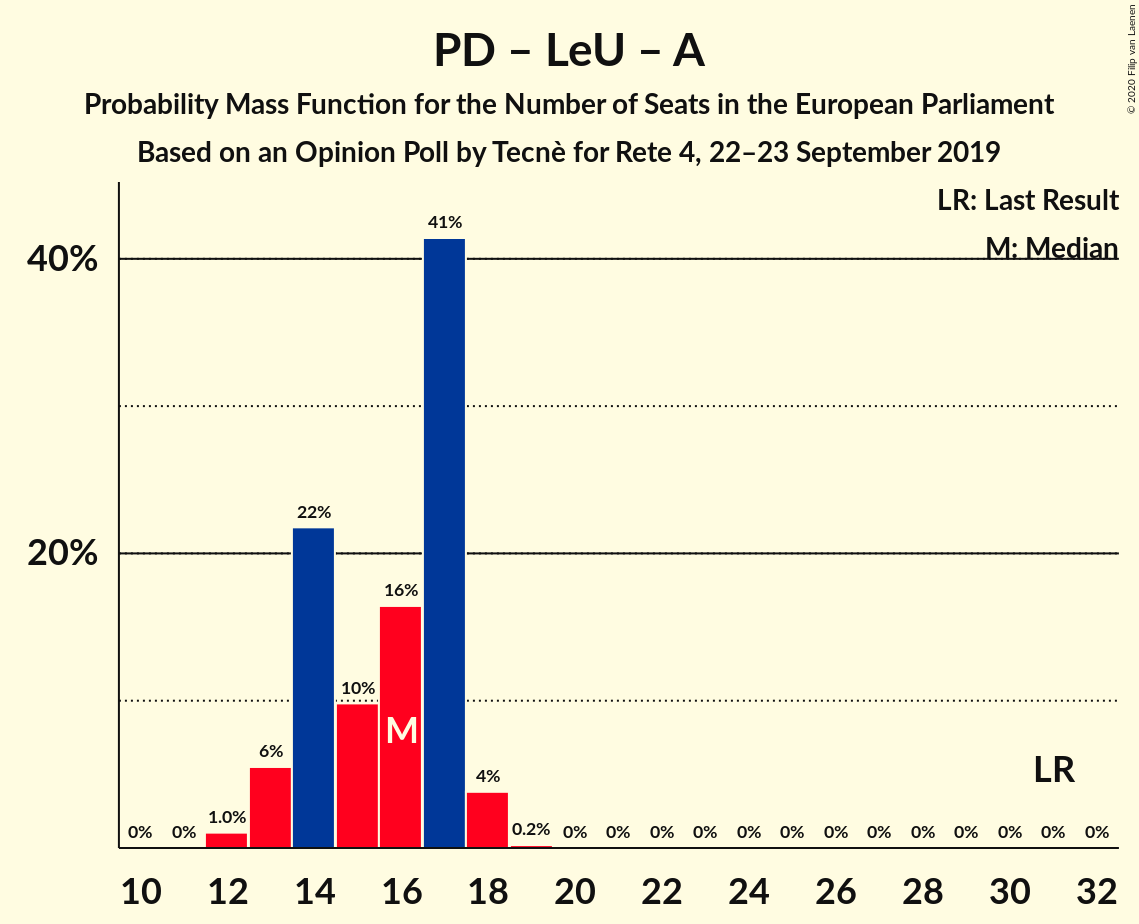 PD – LeU – A
Probability Mass Function for the Number of Seats in the European Parliament
Based on an Opinion Poll by Tecnè for Rete 4, 22–23 September 2019
© 2020 Filip van Laenen
LR: Last Result
M: Median
40%
20%
0% 0% 1.0% 6% 22% 10% 16% 41% 4% 0.2% 0% 0% 0% 0% 0% 0% 0% 0% 0% 0% 0% 0% 0%
M
LR
10 12 14 16 18 20 22 24 26 28 30 32